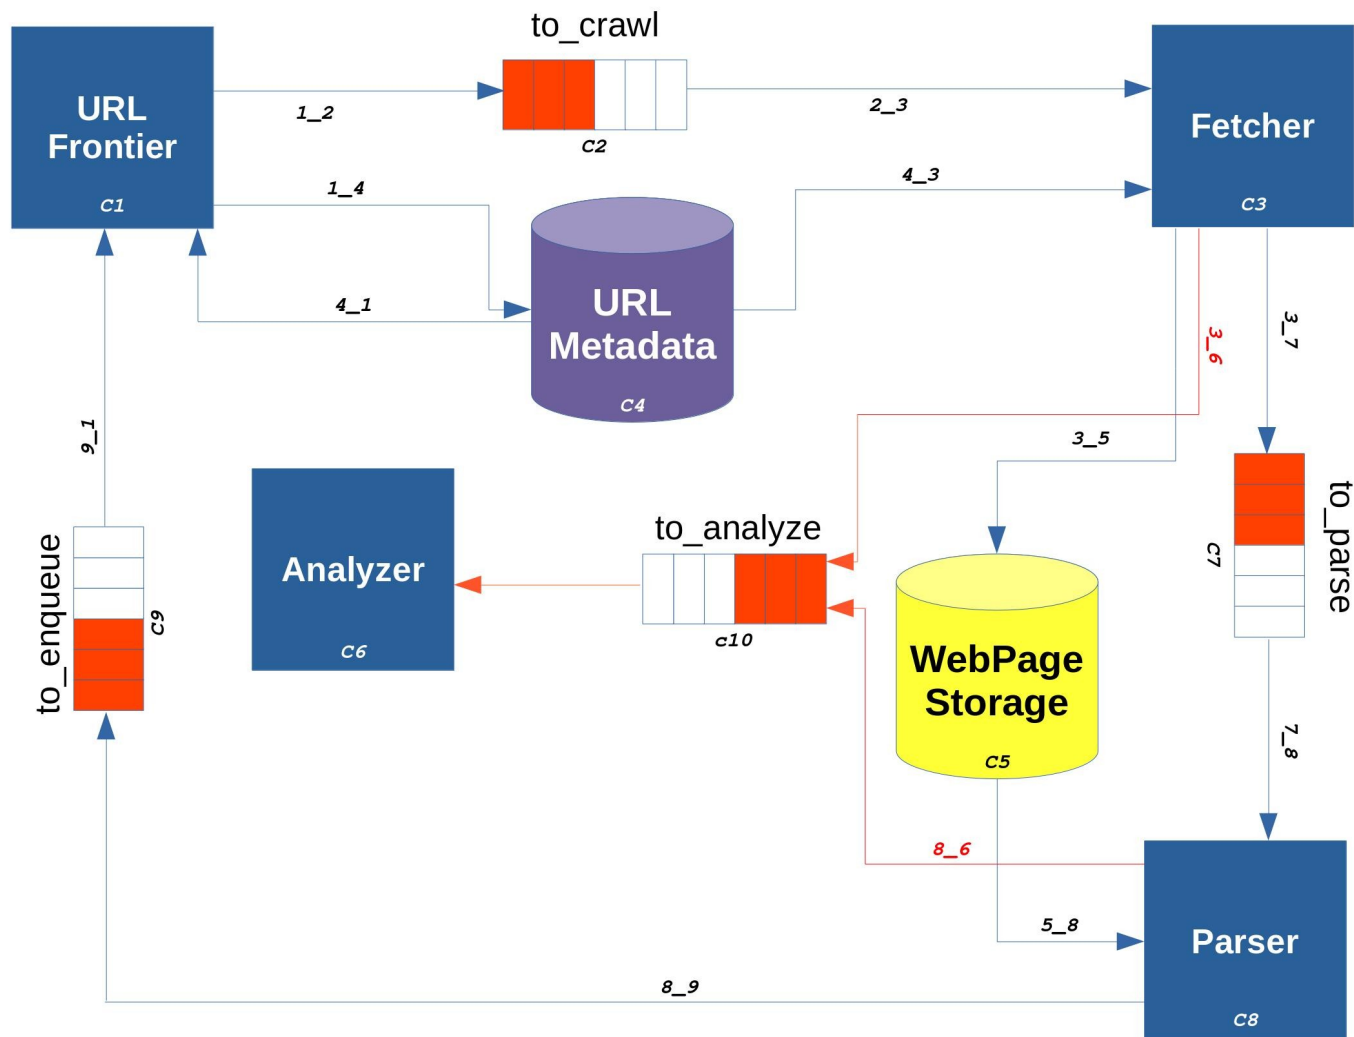 to_crawl
URL
Frontier
C1
1_2
C2
2_3
Fetcher
C3
1_4
4_3
4_1
URL
Metadata
C4
3_6
3_7
3_5
9_1
to_enqueue
C9
Analyzer
C6
to_analyze
c10
WebPage
Storage
C5
C7
to_parse
7_8
8_6
5_8
Parser
C8
8_9